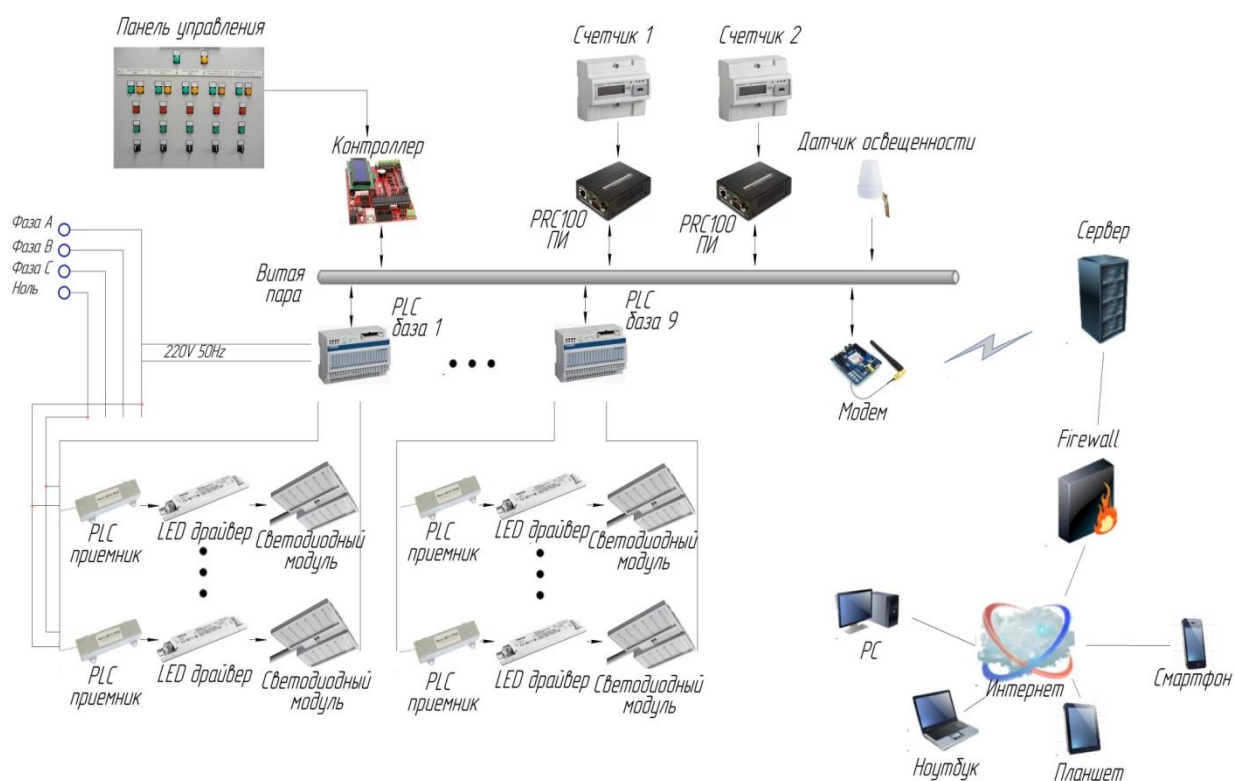 Панель управления
Счетчик 1
Счетчик 2
Контроллер
Датчик освещенности
PRC100
ПИ
PRC100
ПИ
Фаза A
Фаза B
Фаза C
Ноль
Сервер
Витая
пара
PLC
база 1
PLC
база 9
220V 50Hz
Модем
Firewall
PLC
приемник
LED драйвер
Светодиодный
модуль
PLC
приемник
LED драйвер
Светодиодный
модуль
PLC
приемник
LED драйвер
Светодиодный
модуль
PLC
приемник
LED драйвер
Светодиодный
модуль
PC
Интернет
Смартфон
Ноутбук
Планшет